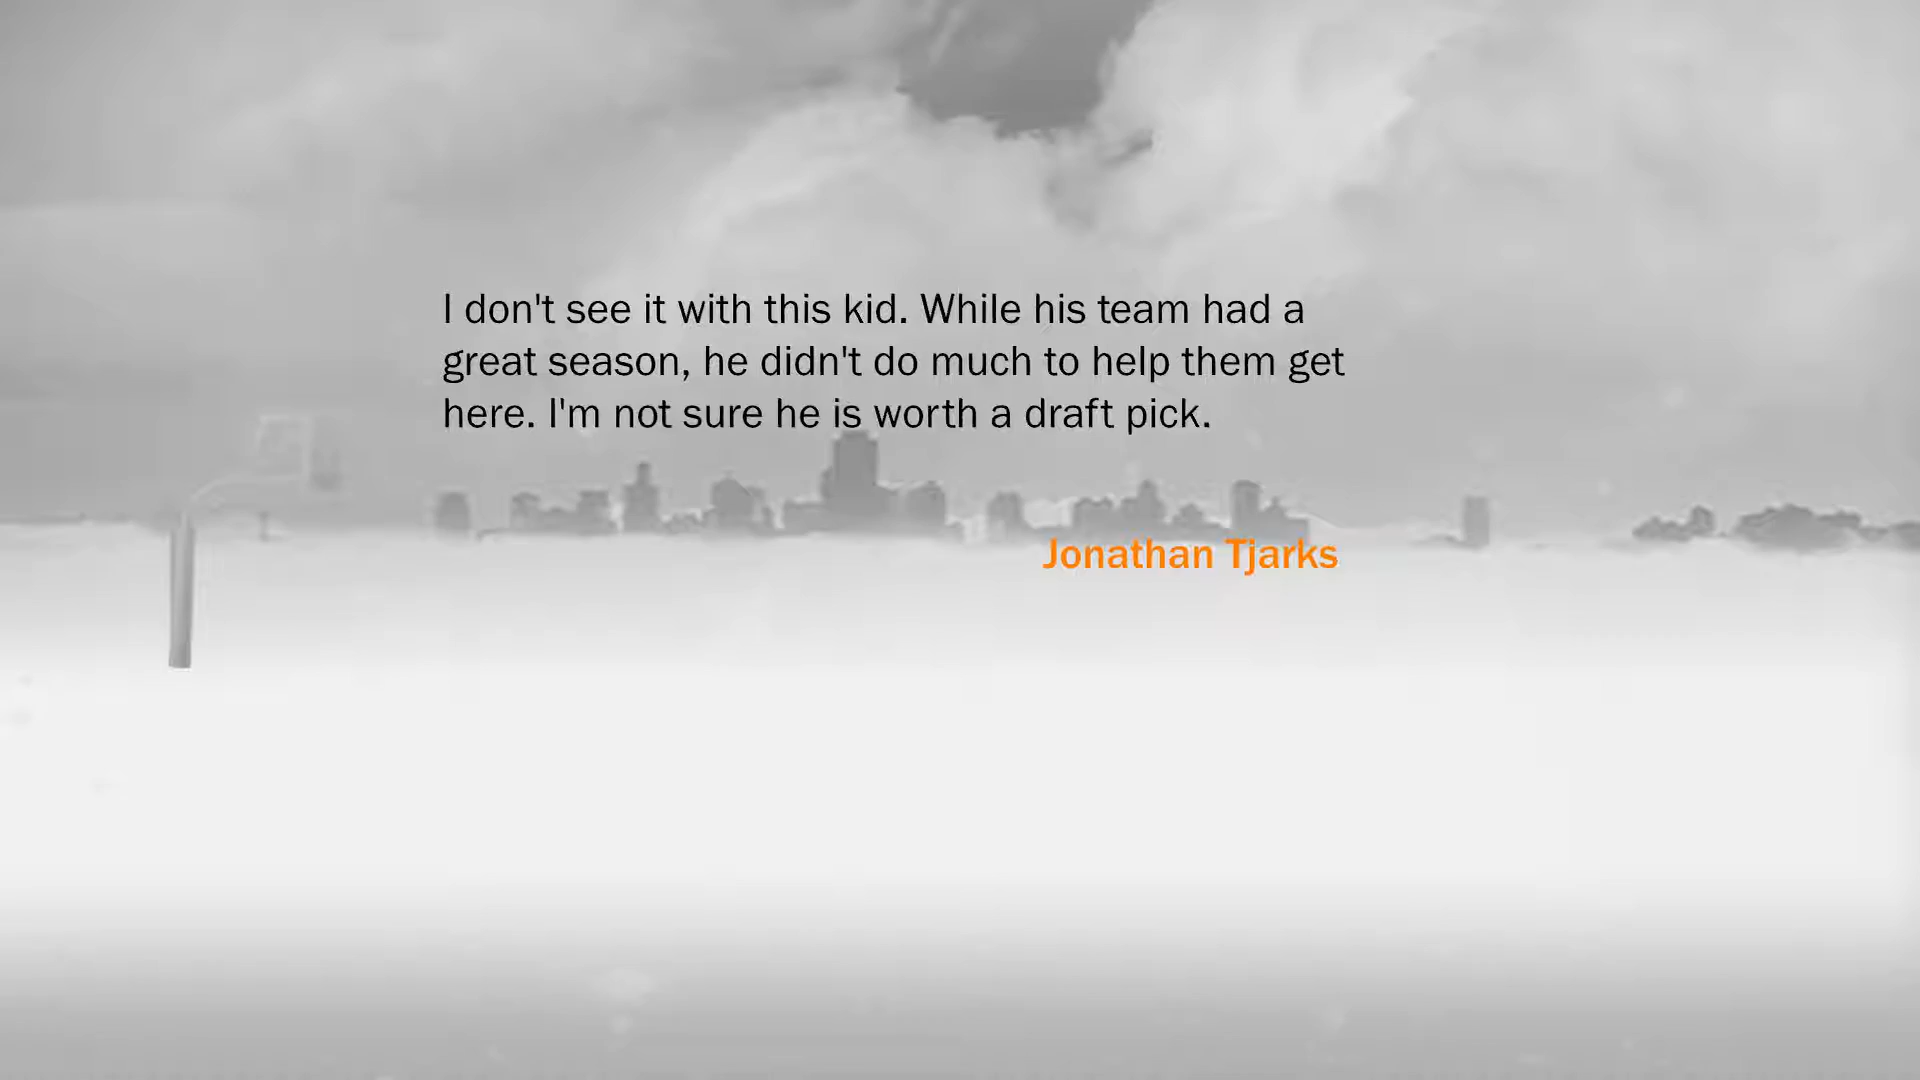 I don't see it with this kid. While his team had a
great season, he didn't do much to help them get
here. I'm not sure he is worth a draft pick.
Jonathan Tjarks